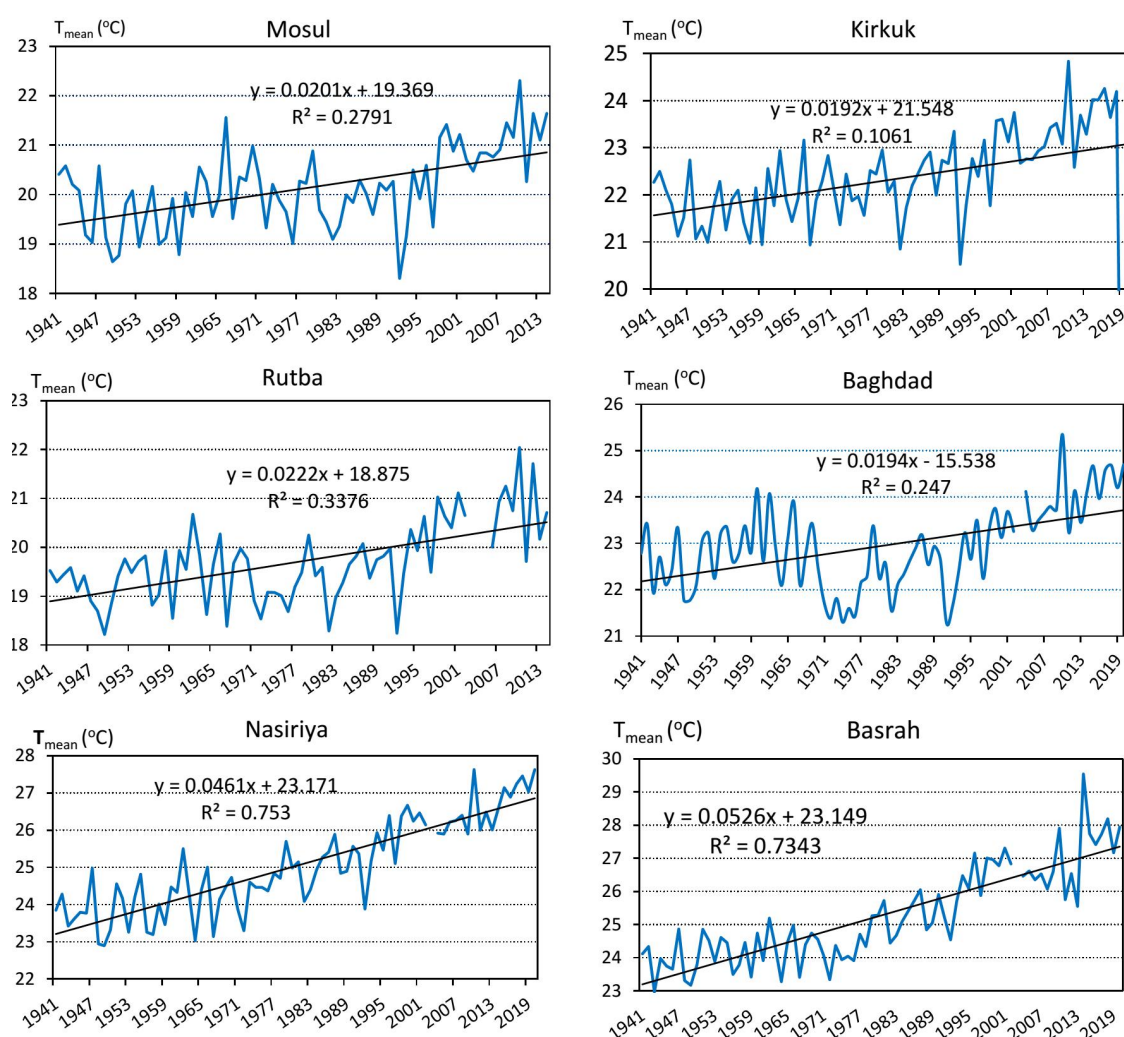 Tmean (°C)
Mosul
23
22
21
20
19
18
y = 0.0201x + 19.369
R² = 0.2791
1941 1947 1953 1959 1965 1971 1977 1983 1989 1995 2001 2007 2013
Tmean (°C)
Kirkuk
25
24
23
22
21
20
y = 0.0192x + 21.548
R² = 0.1061
1941 1947 1953 1959 1965 1971 1977 1983 1989 1995 2001 2007 2013 2019
Tmean (°C)
Rutba
23
22
21
20
19
18
y = 0.0222x + 18.875
R² = 0.3376
1941 1947 1953 1959 1965 1971 1977 1983 1989 1995 2001 2007 2013
Tmean (°C)
Baghdad
26
25
24
23
22
21
y = 0.0194x - 15.538
R² = 0.247
1941 1947 1953 1959 1965 1971 1977 1983 1989 1995 2001 2007 2013 2019
Tmean (°C)
Nasiriya
28
27
26
25
24
23
22
y = 0.0461x + 23.171
R² = 0.753
1941 1947 1953 1959 1965 1971 1977 1983 1989 1995 2001 2007 2013 2019
Tmean (°C)
Basrah
30
29
28
27
26
25
24
23
y = 0.0526x + 23.149
R² = 0.7343
1941 1947 1953 1959 1965 1971 1977 1983 1989 1995 2001 2007 2013 2019